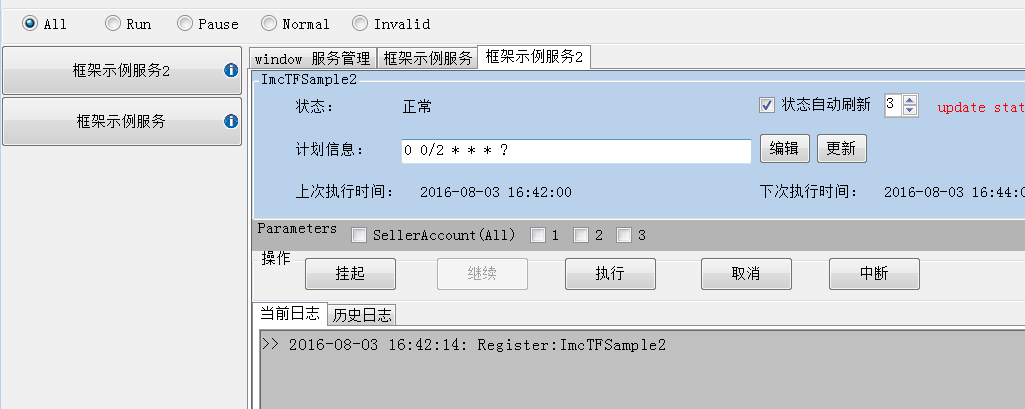 All Run Pause Normal Invalid
框架示例服务2
框架示例服务
window 服务管理 框架示例服务 框架示例服务2
ImcTFSample2
状态： 正常 状态自动刷新 3 update stat
计划信息： 0 0/2 * * * ? 编辑 更新
上次执行时间： 2016-08-03 16:42:00 下次执行时间： 2016-08-03 16:44:0
Parameters SellerAccount(All) 1 2 3
操作
挂起 继续 执行 取消 中断
当前日志 历史日志
>> 2016-08-03 16:42:14: Register:ImcTFSample2